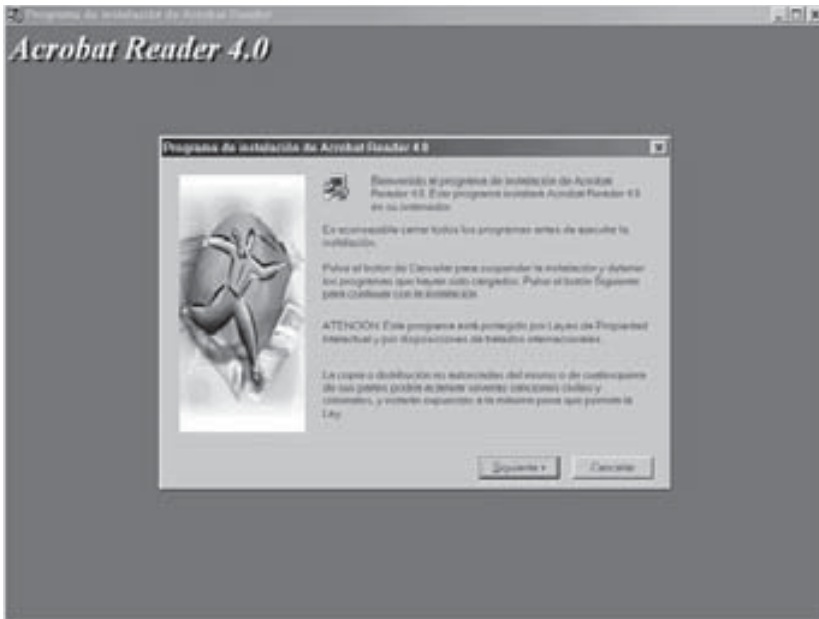 Programa de instalación de Acrobat Reader
Acrobat Reader 4.0
Programa de instalación de Acrobat Reader 4.0
Bienvenido al programa de instalación de Acrobat
Reader 4.0. Este programa instalará Acrobat Reader 4.0
en su ordenador.
Es aconsejable cerrar todos los programas antes de ejecutar la
instalación.
Pulse el botón de Cancelar para suspender la instalación y detener
los programas que hayan sido cargados. Pulse el botón Siguiente
para continuar con la instalación.
ATENCIÓN: Este programa está protegido por Leyes de Propiedad
Intelectual y por disposiciones de tratados internacionales.
La copia o distribución no autorizadas del mismo o de cualesquiera
de sus partes podría acarrear severas sanciones civiles y
criminales, y estarán expuestas a la máxima pena que permite la
Ley.
Siguiente >
Cancelar